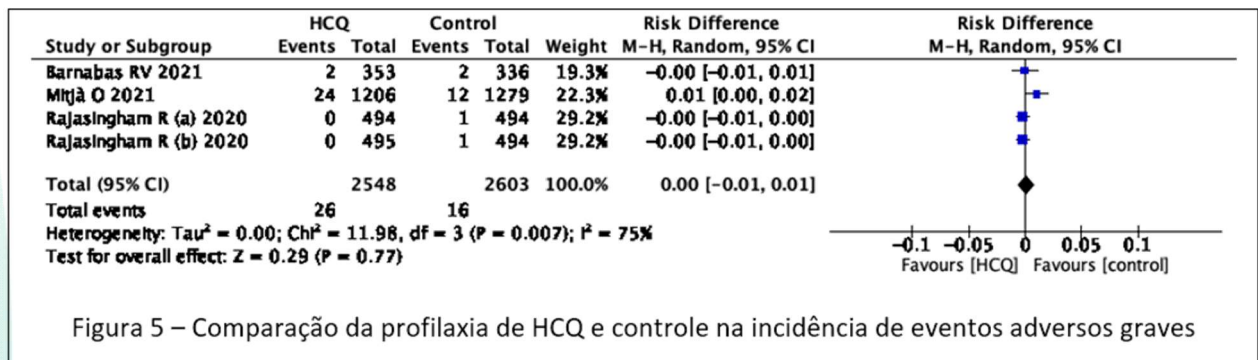 HCQ Control Risk Difference Risk Difference
Study or Subgroup Events Total Events Total Weight M-H, Random, 95% CI M-H, Random, 95% CI
Barnabas RV 2021 2 353 2 336 19.3% -0.00 [-0.01, 0.01]
Mitjà O 2021 24 1206 12 1279 22.3% 0.01 [0.00, 0.02]
Rajasingham R (a) 2020 0 494 1 494 29.2% -0.00 [-0.01, 0.00]
Rajasingham R (b) 2020 0 495 1 494 29.2% -0.00 [-0.01, 0.00]
Total (95% CI) 2548 2603 100.0% 0.00 [-0.01, 0.01]
Total events 26 16
Heterogeneity: Tau² = 0.00; Chi² = 11.98, df = 3 (P = 0.007); I² = 75%
Test for overall effect: Z = 0.29 (P = 0.77)
-0.1 -0.05 0 0.05 0.1
Favours [HCQ] Favours [control]
Figura 5 – Comparação da profilaxia de HCQ e controle na incidência de eventos adversos graves